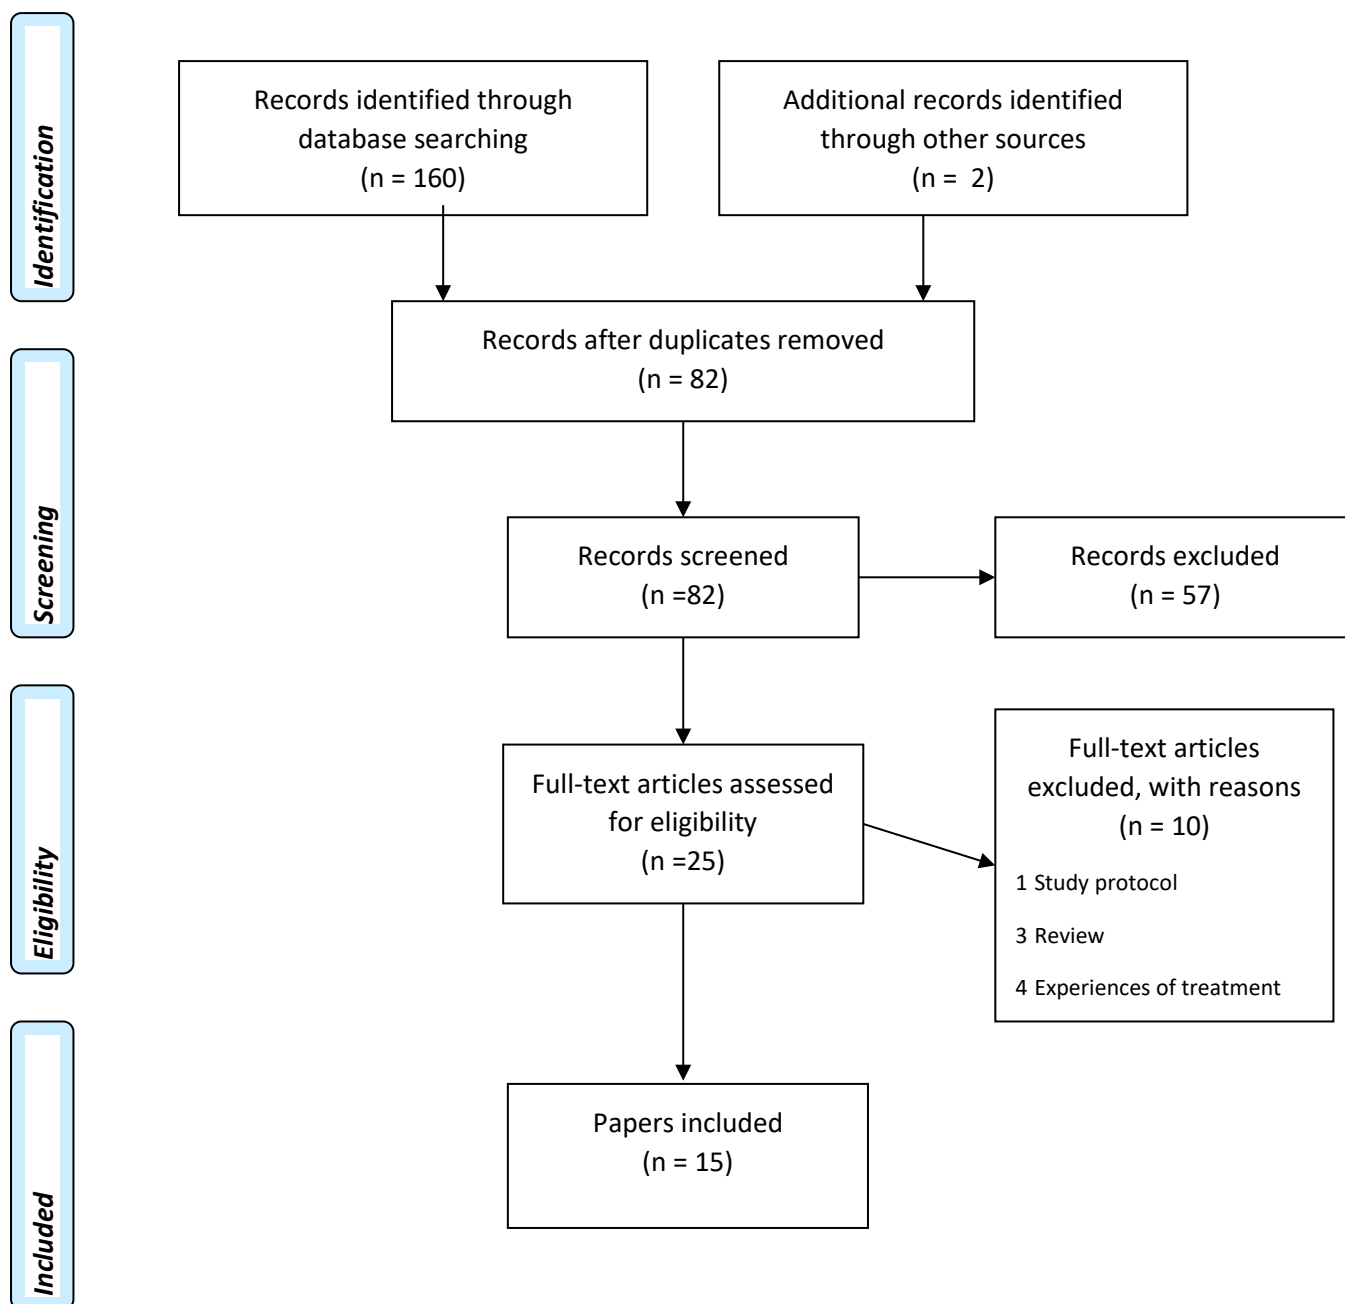 Identification
Records identified through
database searching
(n = 160)
Additional records identified
through other sources
(n =  2)
Records after duplicates removed
(n = 82)
Screening
Records screened
(n =82)
Records excluded
(n = 57)
Eligibility
Full-text articles assessed
for eligibility
(n =25)
Full-text articles
excluded, with reasons
(n = 10)
1 Study protocol
3 Review
4 Experiences of treatment
Included
Papers included
(n = 15)